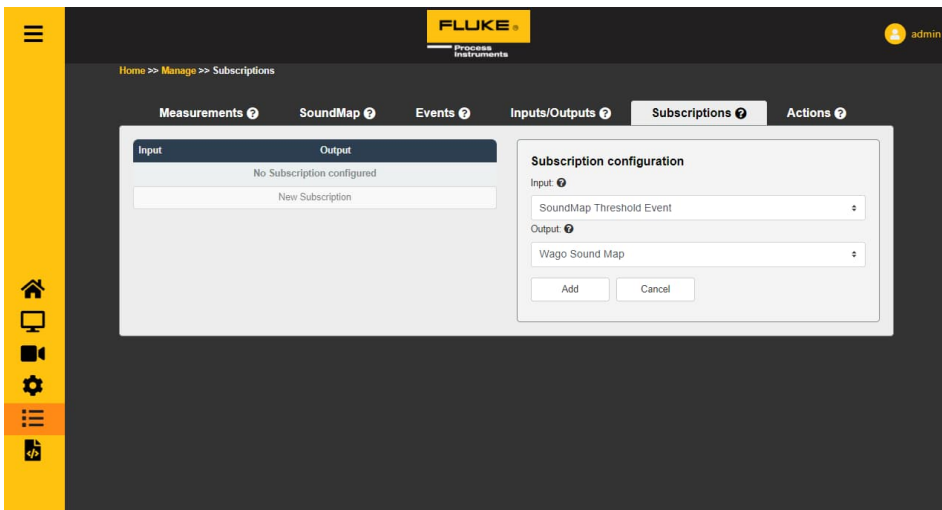 FLUKE ®
Process
Instruments
admin
Home >> Manage >> Subscriptions
Measurements ? SoundMap ? Events ? Inputs/Outputs ? Subscriptions ? Actions ?
Input Output
No Subscription configured
New Subscription
Subscription configuration
Input: ?
SoundMap Threshold Event
Output: ?
Wago Sound Map
Add Cancel